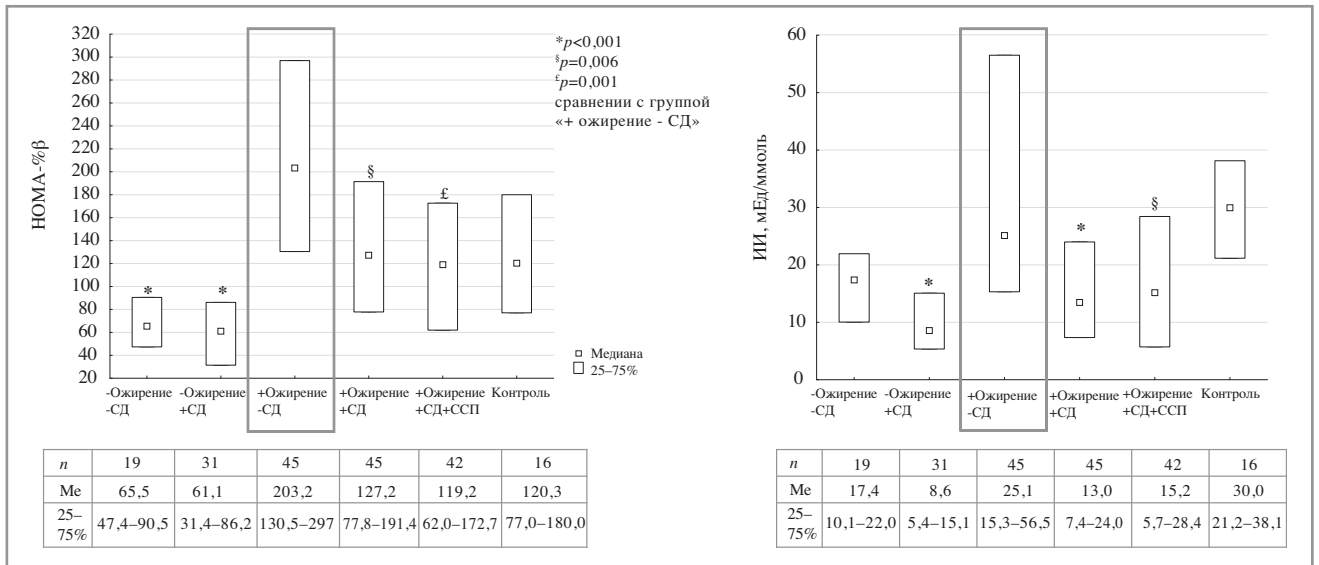 НОМА-%β
320
300
280
260
240
220
200
180
160
140
120
100
80
60
40
20
*
*
§
£
*p<0,001
§p=0,006
£p=0,001
сравнении с группой
«+ ожирение - СД»
Медиана
25–75%
-Ожирение -Ожирение +Ожирение +Ожирение +Ожирение Контроль
-СД +СД -СД +СД +СД+ССП
n 19 31 45 45 42 16
Me 65,5 61,1 203,2 127,2 119,2 120,3
25– 47,4–90,5 31,4–86,2 130,5–297 77,8–191,4 62,0–172,7 77,0–180,0
75%
ИИ, мЕд/ммоль
60
50
40
30
20
10
0
*
*
§
-Ожирение -Ожирение +Ожирение +Ожирение +Ожирение Контроль
-СД +СД -СД +СД +СД+ССП
n 19 31 45 45 42 16
Me 17,4 8,6 25,1 13,0 15,2 30,0
25– 10,1–22,0 5,4–15,1 15,3–56,5 7,4–24,0 5,7–28,4 21,2–38,1
75%